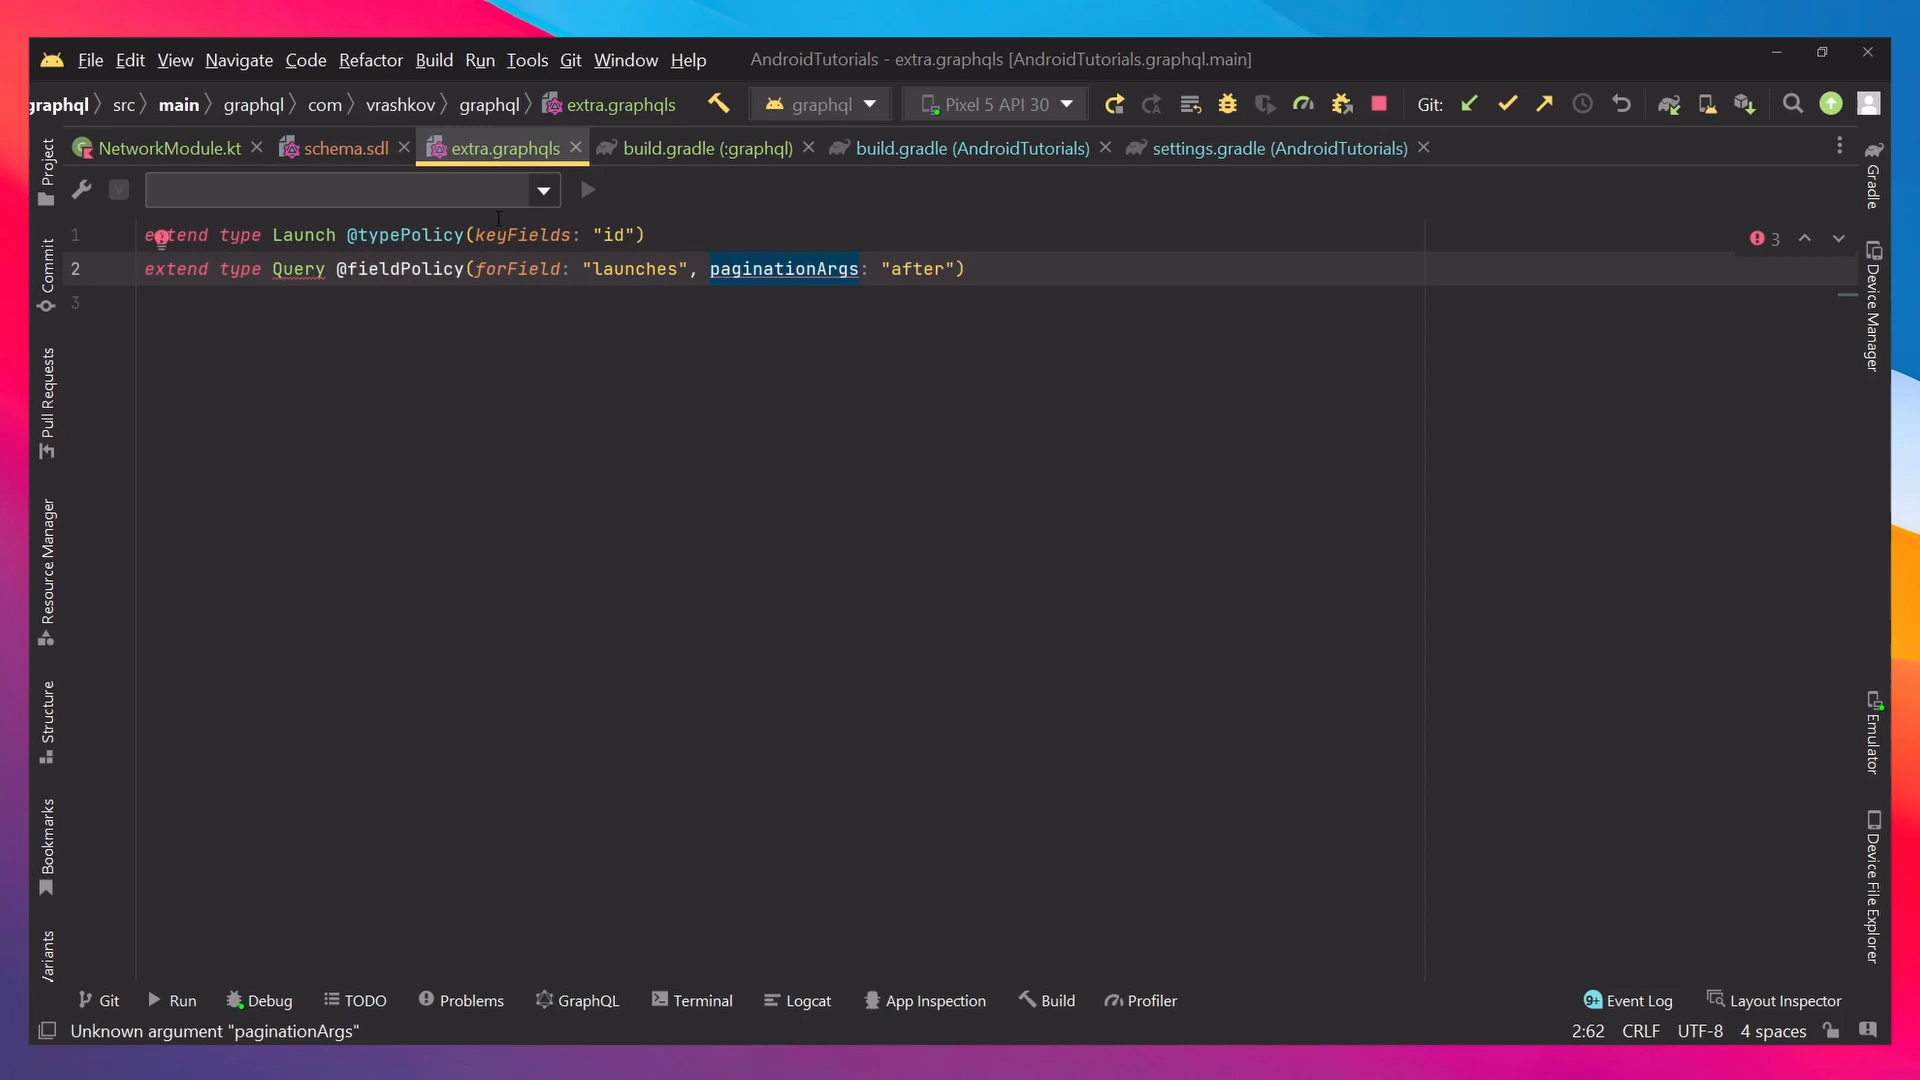 File Edit View Navigate Code Refactor Build Run Tools Git Window Help AndroidTutorials - extra.graphqls [AndroidTutorials.graphql.main]
graphql src main graphql com vrashkov graphql extra.graphqls graphql Pixel 5 API 30 Git:
NetworkModule.kt schema.sdl extra.graphqls build.gradle (:graphql) build.gradle (AndroidTutorials) settings.gradle (AndroidTutorials)
V
1 extend type Launch @typePolicy(keyFields: "id")
2 extend type Query @fieldPolicy(forField: "launches", paginationArgs: "after")
3
3
Project
Commit
Pull Requests
Resource Manager
Structure
Bookmarks
Variants
Gradle
Device Manager
Emulator
Device File Explorer
Git Run Debug TODO Problems GraphQL Terminal Logcat App Inspection Build Profiler 9+ Event Log Layout Inspector
Unknown argument "paginationArgs" 2:62 CRLF UTF-8 4 spaces